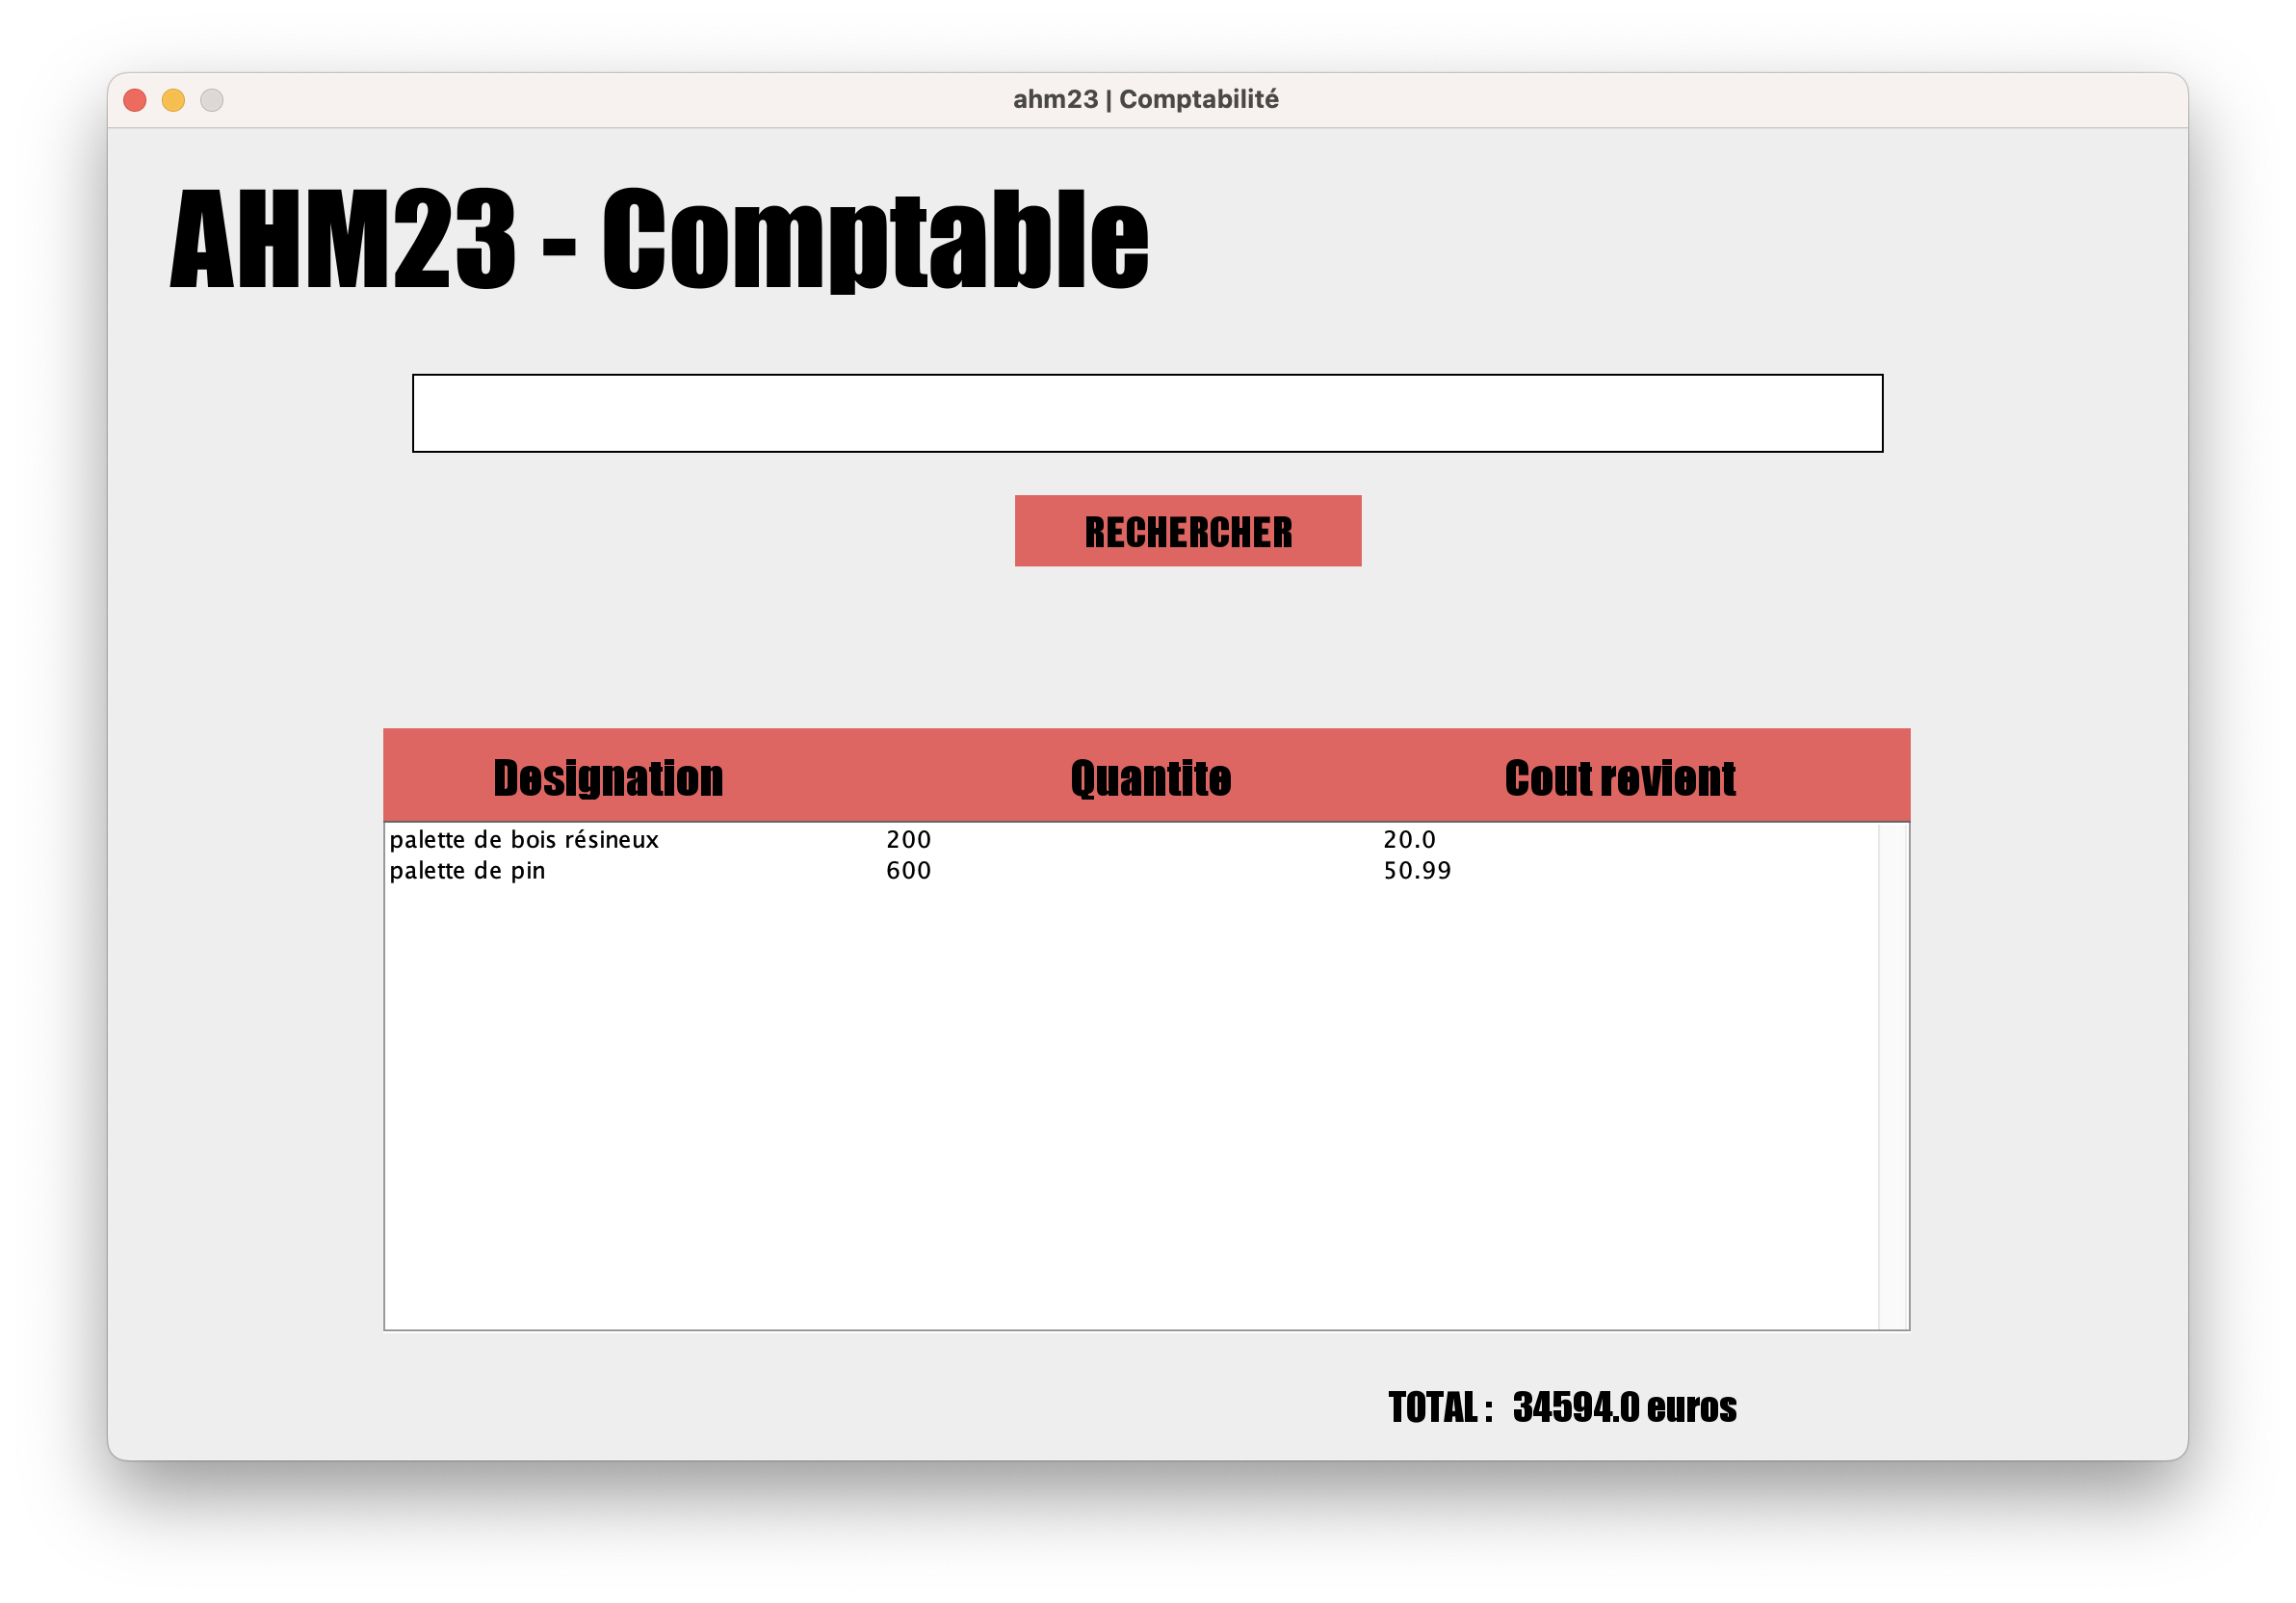 ahm23 | Comptabilité
AHM23 - Comptable
RECHERCHER
Designation Quantite Cout revient
palette de bois résineux 200 20.0
palette de pin 600 50.99
TOTAL : 34594.0 euros